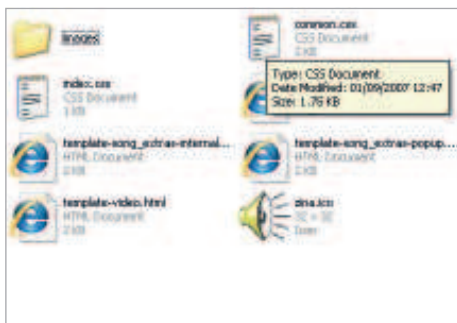 images
common.css
CSS Document
2 KB
index.css
CSS Document
1 KB
Type: CSS Document
Date Modified: 01/09/2007 12:47
Size: 1.76 KB
template-song_extras-internal...
HTML Document
2 KB
template-song_extras-popup...
HTML Document
2 KB
template-video.html
HTML Document
2 KB
zina.ico
32 x 32
Icon